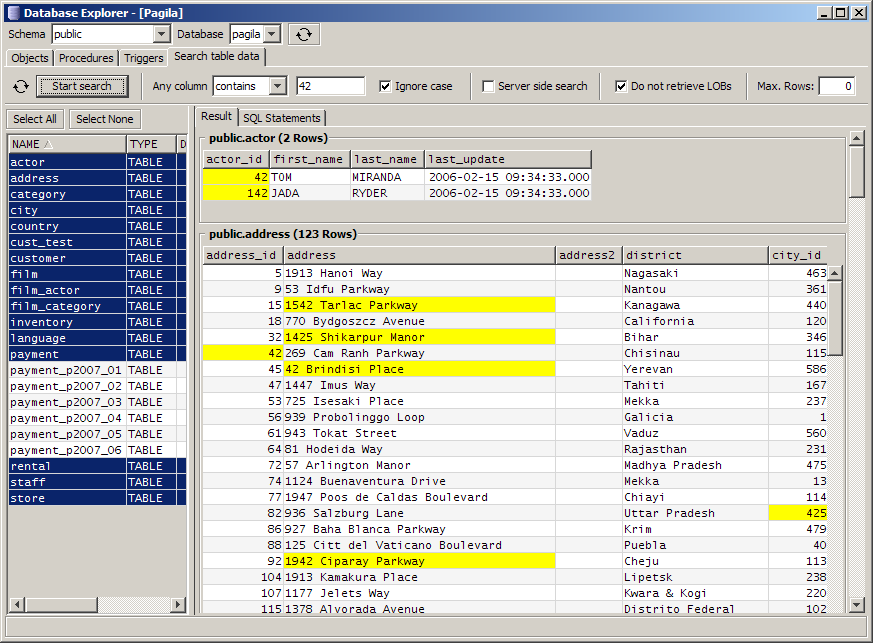 Database Explorer - [Pagila]
Schema public Database pagila
Objects Procedures Triggers Search table data
Start search Any column contains 42 Ignore case Server side search Do not retrieve LOBs Max. Rows: 0
Select All Select None
NAME TYPE D
actor TABLE
address TABLE
category TABLE
city TABLE
country TABLE
cust_test TABLE
customer TABLE
film TABLE
film_actor TABLE
film_category TABLE
inventory TABLE
language TABLE
payment TABLE
payment_p2007_01 TABLE
payment_p2007_02 TABLE
payment_p2007_03 TABLE
payment_p2007_04 TABLE
payment_p2007_05 TABLE
payment_p2007_06 TABLE
rental TABLE
staff TABLE
store TABLE
Result SQL Statements
public.actor (2 Rows)
actor_id first_name last_name last_update
42 TOM MIRANDA 2006-02-15 09:34:33.000
142 JADA RYDER 2006-02-15 09:34:33.000
public.address (123 Rows)
address_id address address2 district city_id
5 1913 Hanoi Way Nagasaki 463
9 53 Idfu Parkway Nantou 361
15 1542 Tarlac Parkway Kanagawa 440
18 770 Bydgoszcz Avenue California 120
32 1425 Shikarpur Manor Bihar 346
42 269 Cam Ranh Parkway Chisinau 115
45 42 Brindisi Place Yerevan 586
47 1447 Imus Way Tahiti 167
53 725 Isesaki Place Mekka 237
56 939 Probolinggo Loop Galicia 1
61 943 Tokat Street Vaduz 560
64 81 Hodeida Way Rajasthan 231
72 57 Arlington Manor Madhya Pradesh 475
74 1124 Buenaventura Drive Mekka 13
77 1947 Poos de Caldas Boulevard Chiayi 114
82 936 Salzburg Lane Uttar Pradesh 425
86 927 Baha Blanca Parkway Krim 479
88 125 Citt del Vaticano Boulevard Puebla 40
92 1942 Ciparay Parkway Cheju 113
104 1913 Kamakura Place Lipetsk 238
107 1177 Jelets Way Kwara & Kogi 220
115 1378 Alvorada Avenue Distrito Federal 102